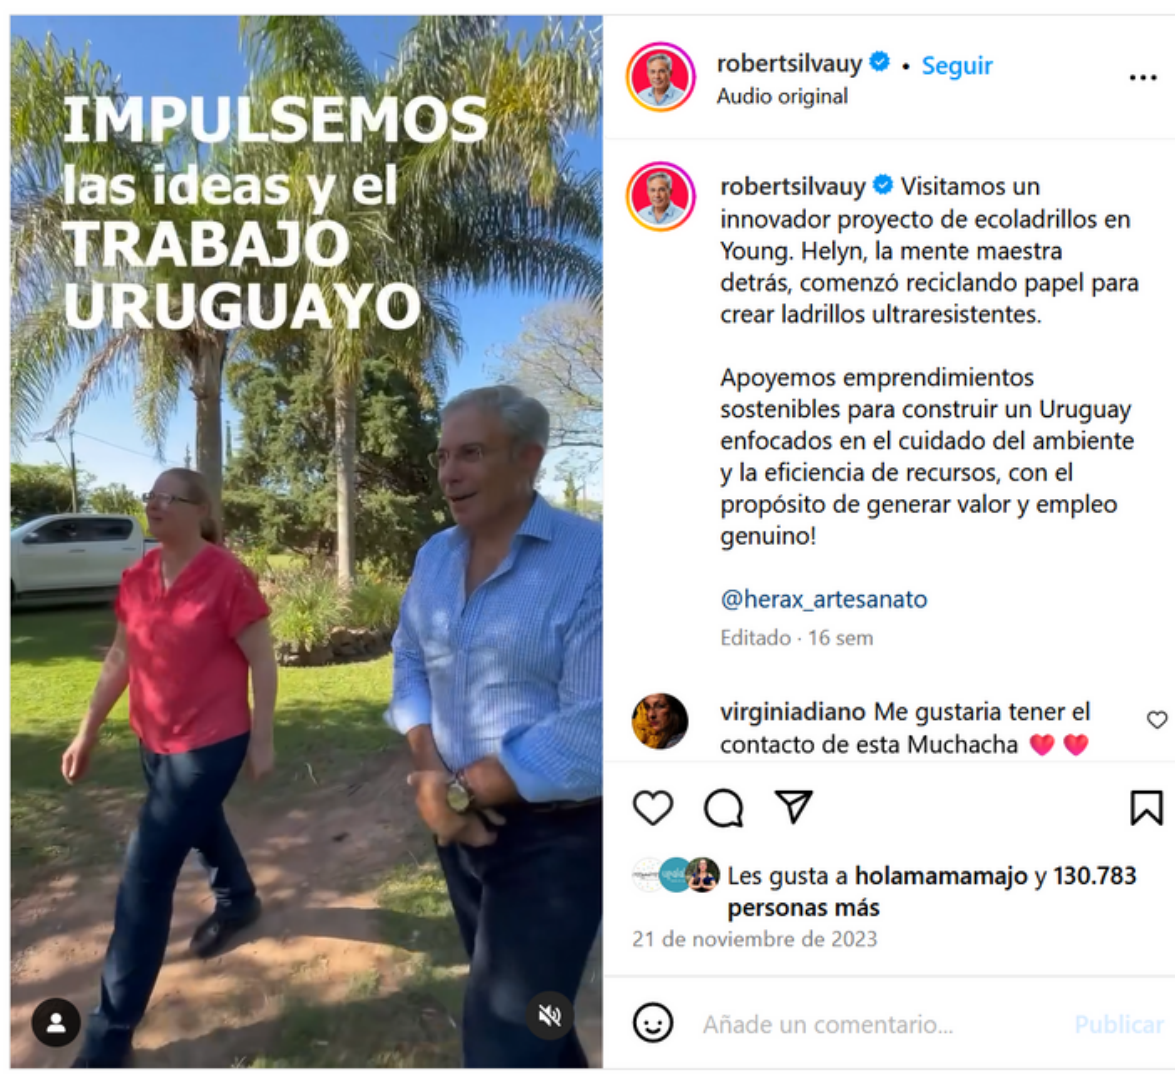 IMPULSEMOS
las ideas y el
TRABAJO
URUGUAYO
robertsilvauy • Seguir
Audio original
robertsilvauy Visitamos un
innovador proyecto de ecoladrillos en
Young. Helyn, la mente maestra
detrás, comenzó reciclando papel para
crear ladrillos ultraresistentes.
Apoyemos emprendimientos
sostenibles para construir un Uruguay
enfocados en el cuidado del ambiente
y la eficiencia de recursos, con el
propósito de generar valor y empleo
genuino!
@herax_artesanato
Editado · 16 sem
virginiadiano Me gustaria tener el
contacto de esta Muchacha ❤️ ❤️
Les gusta a holamamamajo y 130.783
personas más
21 de noviembre de 2023
Añade un comentario... Publicar